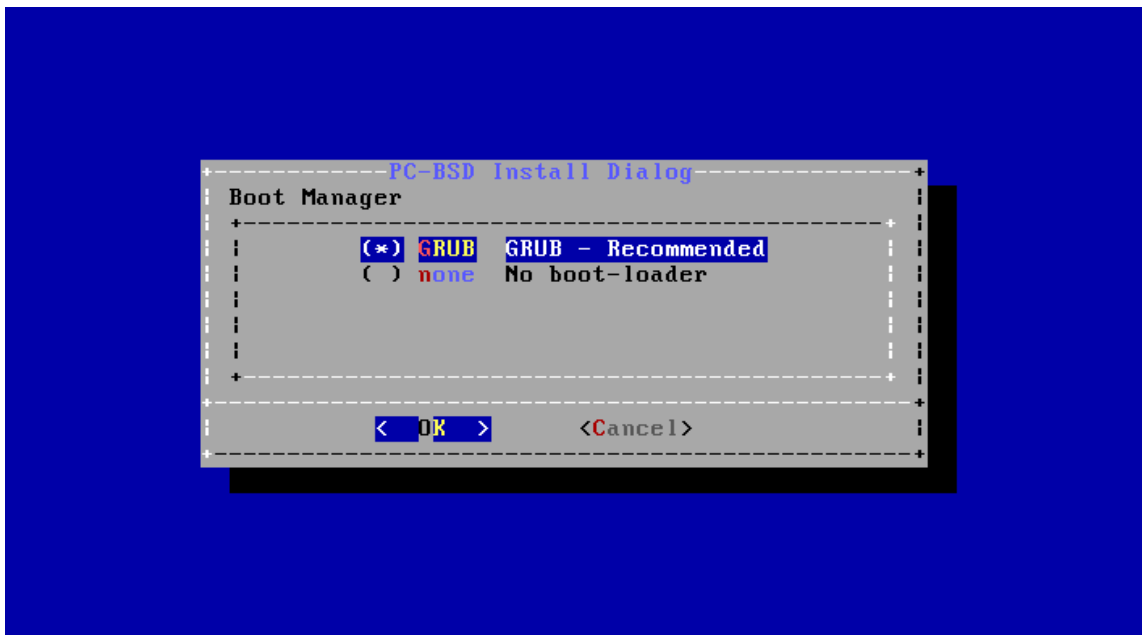 PC-BSD Install Dialog
Boot Manager
(*) GRUB GRUB - Recommended
( ) none No boot-loader
< OK > <Cancel>